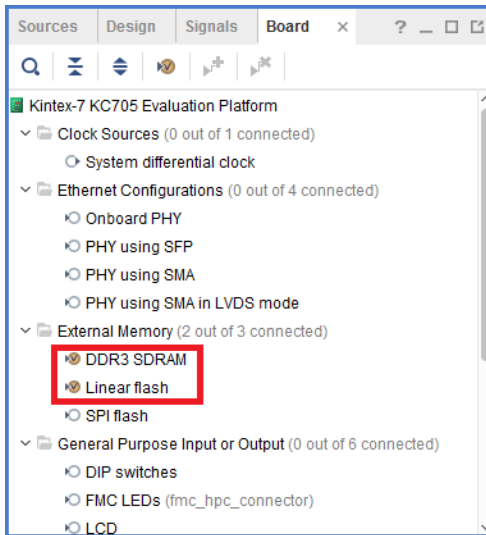 Sources Design Signals Board × ? _
Kintex-7 KC705 Evaluation Platform
Clock Sources (0 out of 1 connected)
System differential clock
Ethernet Configurations (0 out of 4 connected)
Onboard PHY
PHY using SFP
PHY using SMA
PHY using SMA in LVDS mode
External Memory (2 out of 3 connected)
DDR3 SDRAM
Linear flash
SPI flash
General Purpose Input or Output (0 out of 6 connected)
DIP switches
FMC LEDs (fmc_hpc_connector)
LCD